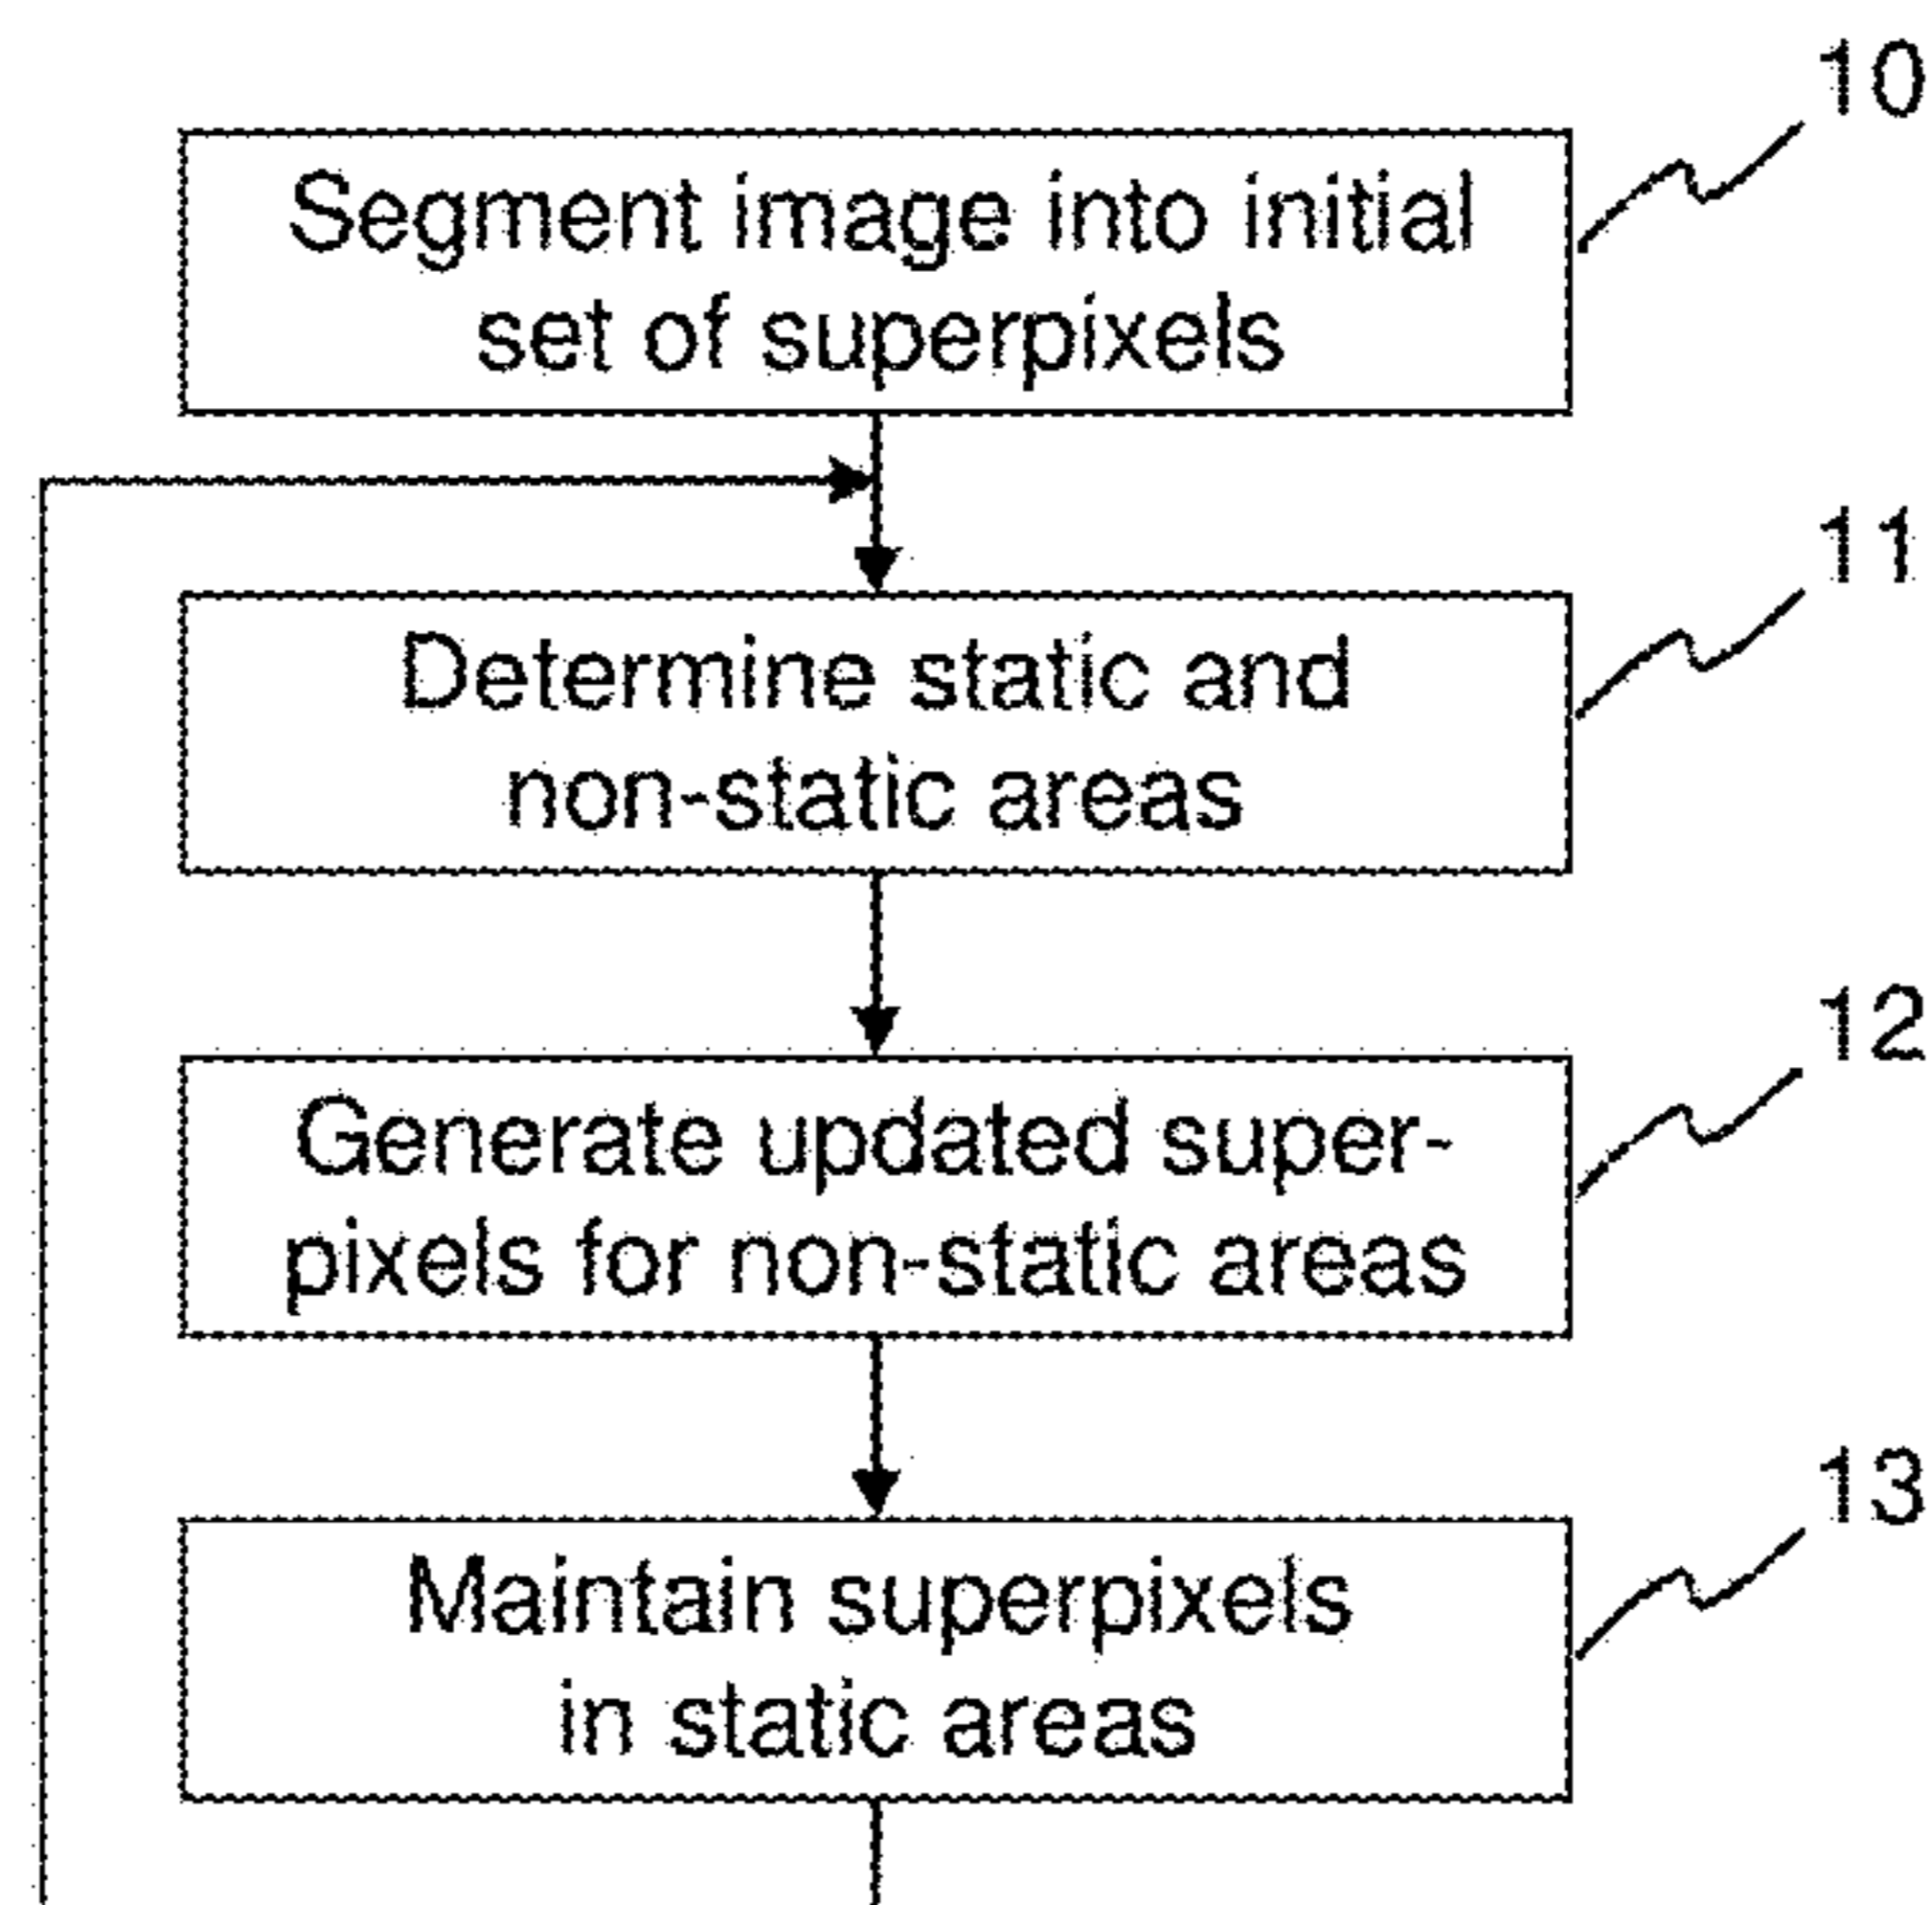 10
Segment image into initial
set of superpixels
11
Determine static and
non-static areas
12
Generate updated super-
pixels for non-static areas
13
Maintain superpixels
in static areas